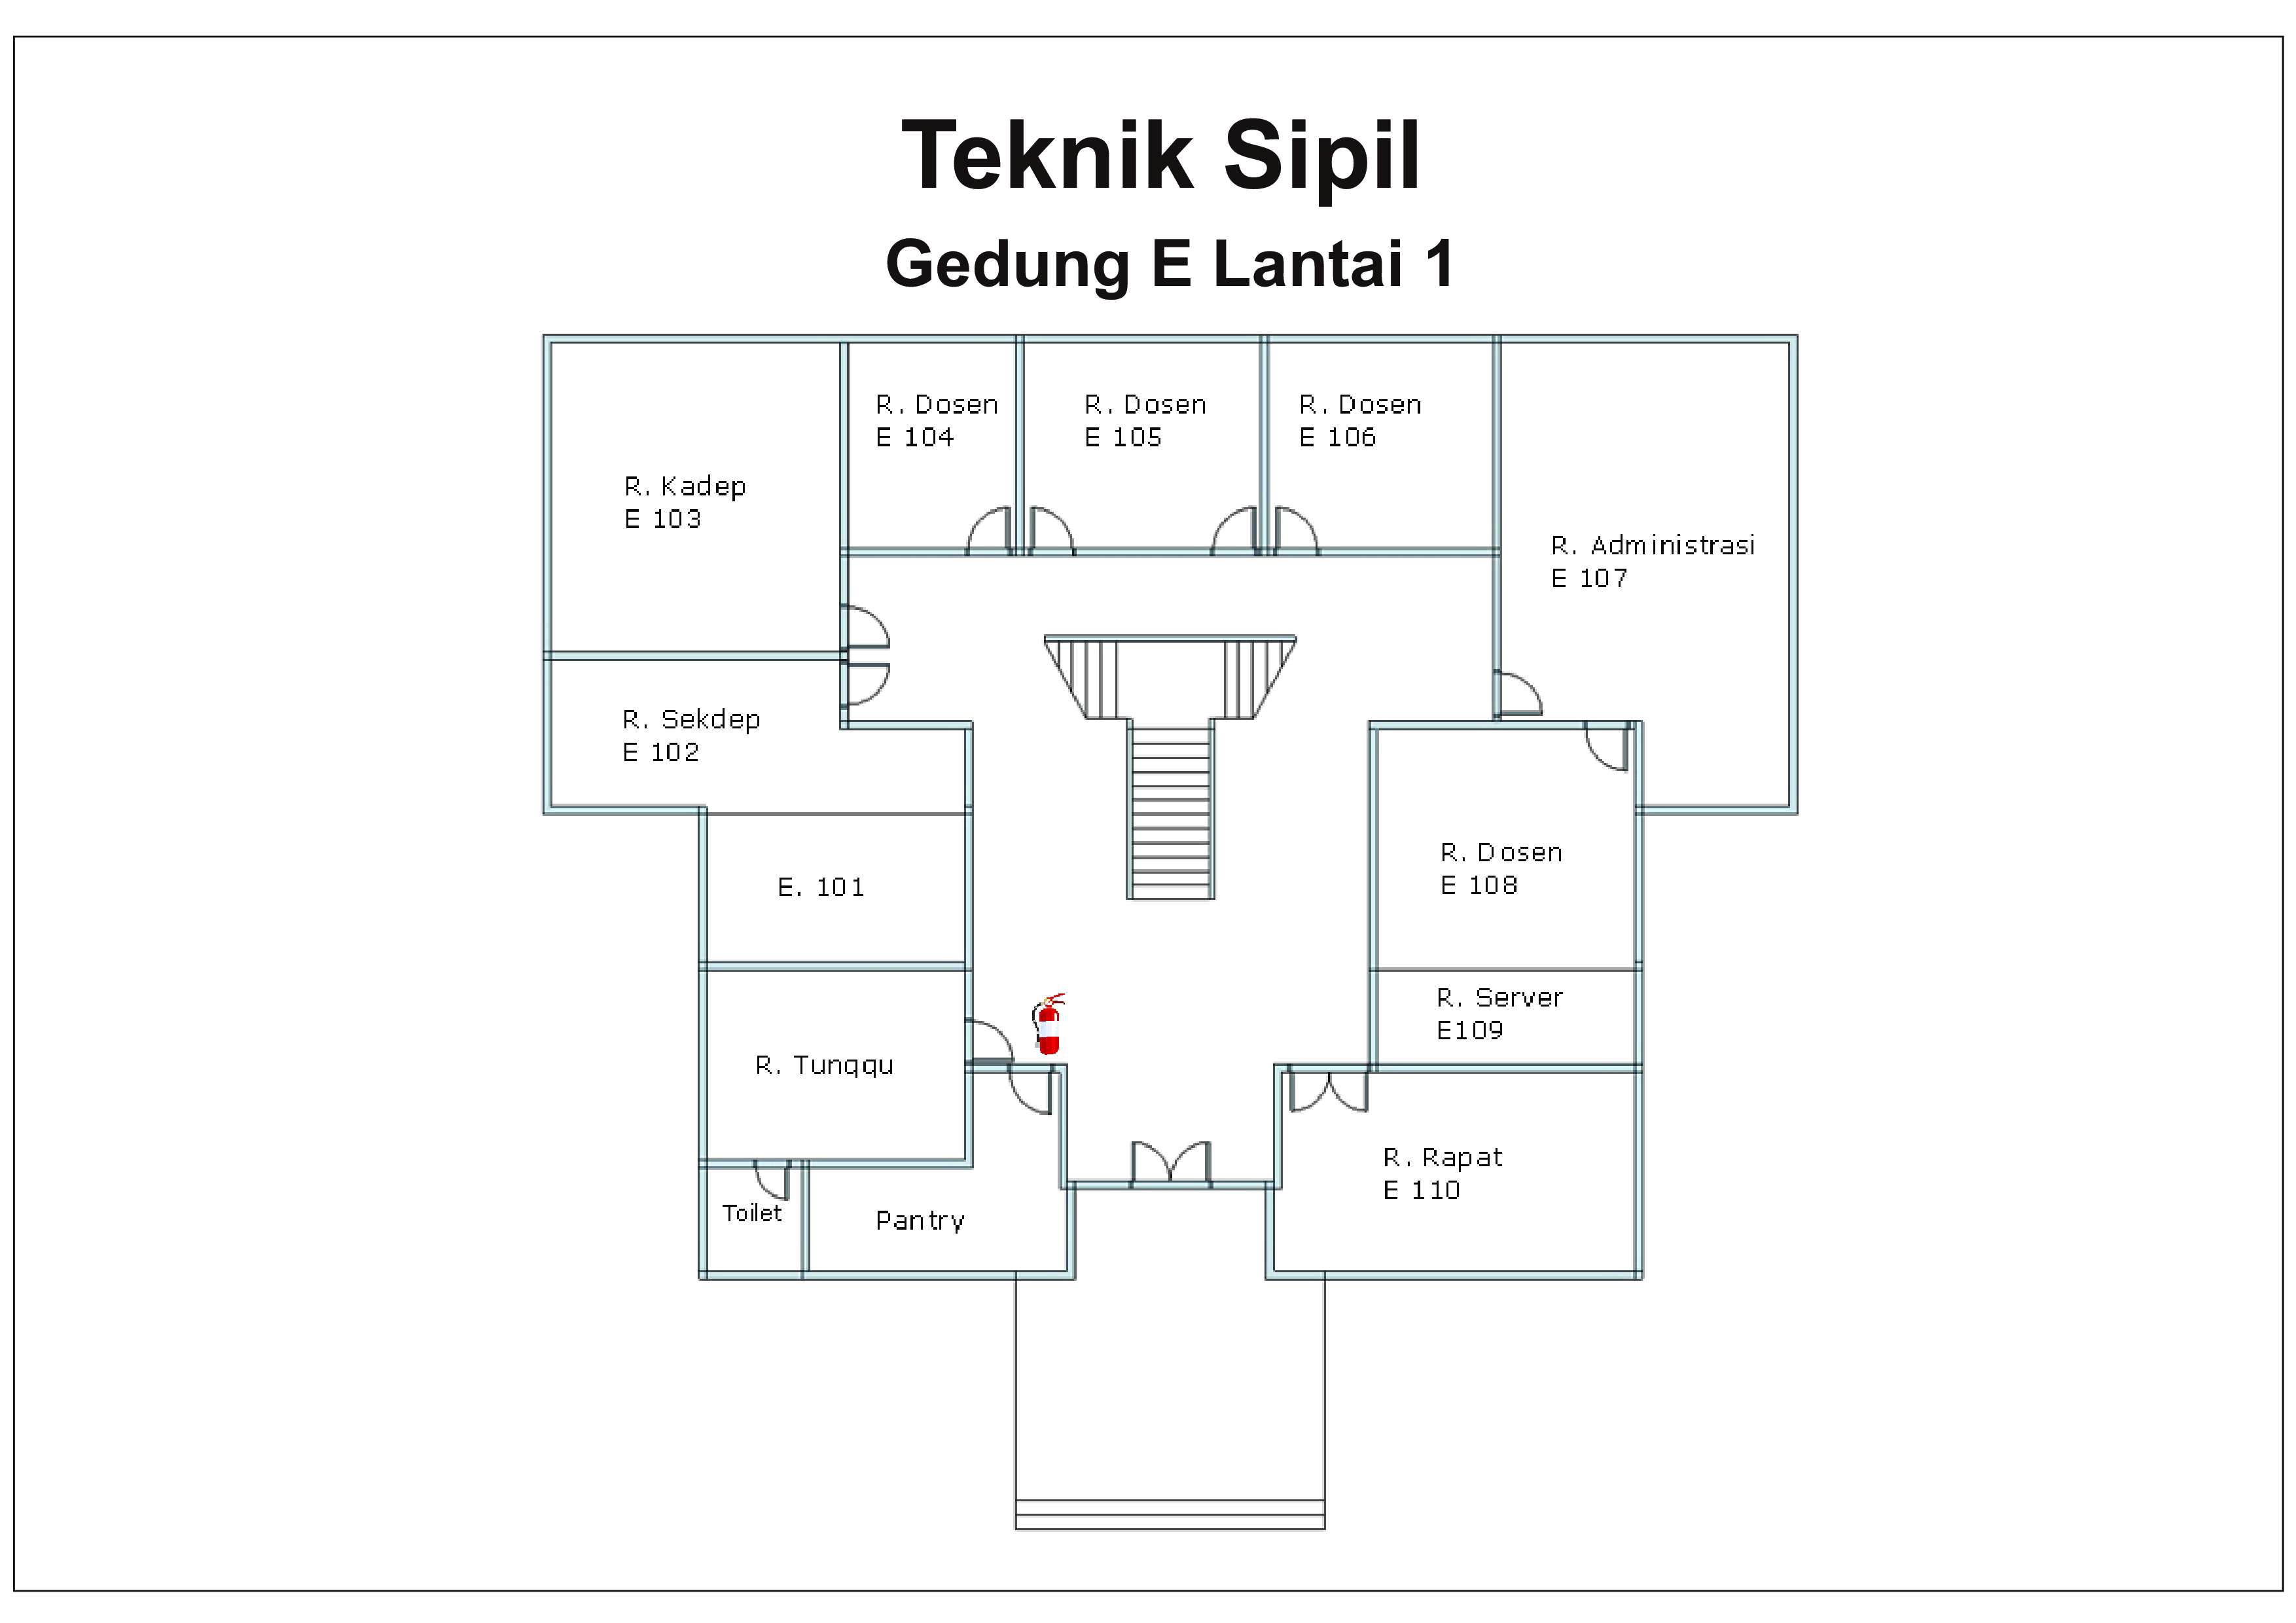 Teknik Sipil
Gedung E Lantai 1
R. Dosen
E 104
R. Dosen
E 105
R. Dosen
E 106
R. Kadep
E 103
R. Administrasi
E 107
R. Sekdep
E 102
R. Dosen
E 108
E. 101
R. Server
E109
R. Tunggu
R. Rapat
E 110
Toilet
Pantry